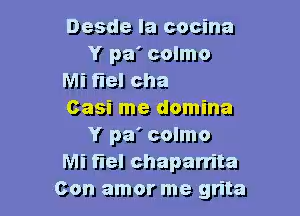 Desde la cocina
Y pa' colmo
Mi fiel cha
Casi me domina
Y pa' colmo
Mi fiel chaparrita
Con amor me grita